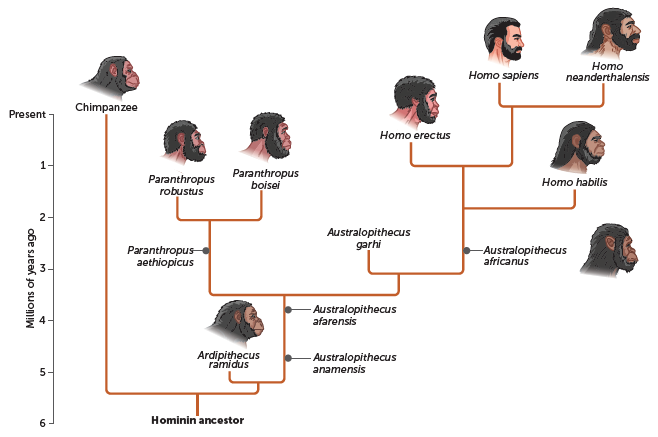 Homo sapiens
Homo
neanderthalensis
Chimpanzee
Present
Homo erectus
Paranthropus
robustus
Paranthropus
boisei
1
Homo habilis
2
Australopithecus
garhi
Paranthropus
aethiopicus
Australopithecus
africanus
3
Millions of years ago
Australopithecus
afarensis
4
Ardipithecus
ramidus
Australopithecus
anamensis
5
Hominin ancestor
6